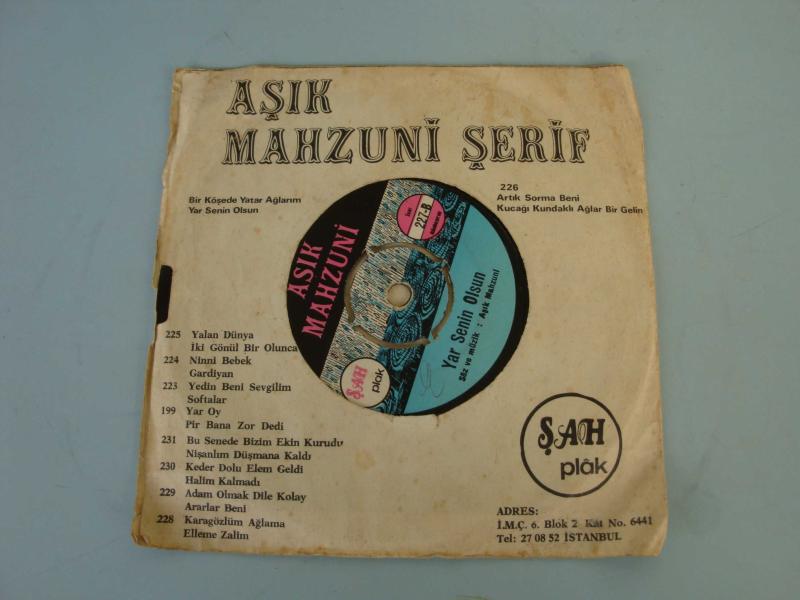 AŞIK
MAHZUNİ ŞERİF
Bir Köşede Yatar Ağlarım
Yar Senin Olsun
226
Artık Sorma Beni
Kucağı Kundaklı Ağlar Bir Gelin
AŞIK
MAHZUNİ
227-B
Yar Senin Olsun
Söz ve müzik : Aşık Mahzuni
ŞAH
plak
225 Yalan Dünya
İki Gönül Bir Olunca
224 Ninni Bebek
Gardiyan
223 Yedin Beni Sevgilim
Softalar
199 Yar Oy
Pir Bana Zor Dedi
231 Bu Senede Bizim Ekin Kurudu
Nişanlım Düşmana Kaldı
230 Keder Dolu Elem Geldi
Halim Kalmadı
229 Adam Olmak Dile Kolay
Ararlar Beni
228 Karagözlüm Ağlama
Elleme Zalim
ŞAH
plâk
ADRES:
İ.M.Ç. 6. Blok 2. Kat No. 6441
Tel: 27 08 52 İSTANBUL